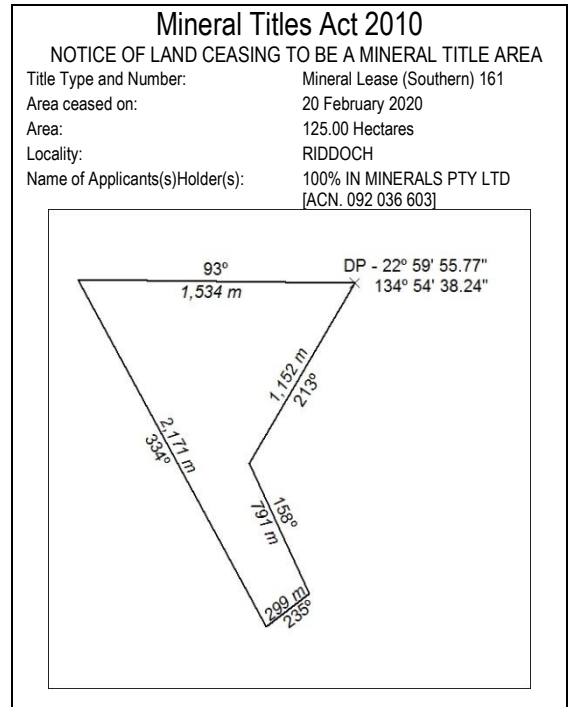 Mineral Titles Act 2010
NOTICE OF LAND CEASING TO BE A MINERAL TITLE AREA
Title Type and Number: Mineral Lease (Southern) 161
Area ceased on: 20 February 2020
Area: 125.00 Hectares
Locality: RIDDOCH
Name of Applicants(s)Holder(s): 100% IN MINERALS PTY LTD
[ACN. 092 036 603]
93º
1,534 m
DP - 22º 59' 55.77"
134º 54' 38.24"
1,152 m
213º
2,171 m
334º
158º
791 m
299 m
235º